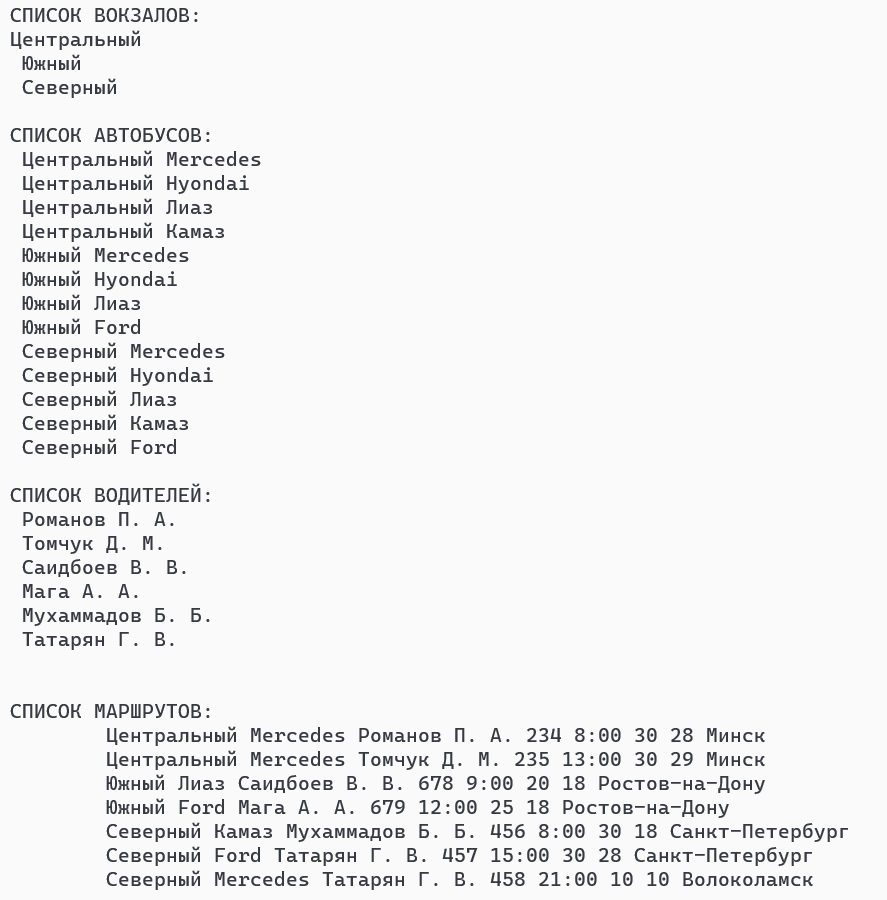 СПИСОК ВОКЗАЛОВ:
Центральный
Южный
Северный
СПИСОК АВТОБУСОВ:
Центральный Mercedes
Центральный Hyondai
Центральный Лиаз
Центральный Камаз
Южный Mercedes
Южный Hyondai
Южный Лиаз
Южный Ford
Северный Mercedes
Северный Hyondai
Северный Лиаз
Северный Камаз
Северный Ford
СПИСОК ВОДИТЕЛЕЙ:
Романов П. А.
Томчук Д. М.
Саидбоев В. В.
Мага А. А.
Мухаммадов Б. Б.
Татарян Г. В.
СПИСОК МАРШРУТОВ:
Центральный Mercedes Романов П. А. 234 8:00 30 28 Минск
Центральный Mercedes Томчук Д. М. 235 13:00 30 29 Минск
Южный Лиаз Саидбоев В. В. 678 9:00 20 18 Ростов-на-Дону
Южный Ford Мага А. А. 679 12:00 25 18 Ростов-на-Дону
Северный Камаз Мухаммадов Б. Б. 456 8:00 30 18 Санкт-Петербург
Северный Ford Татарян Г. В. 457 15:00 30 28 Санкт-Петербург
Северный Mercedes Татарян Г. В. 458 21:00 10 10 Волоколамск